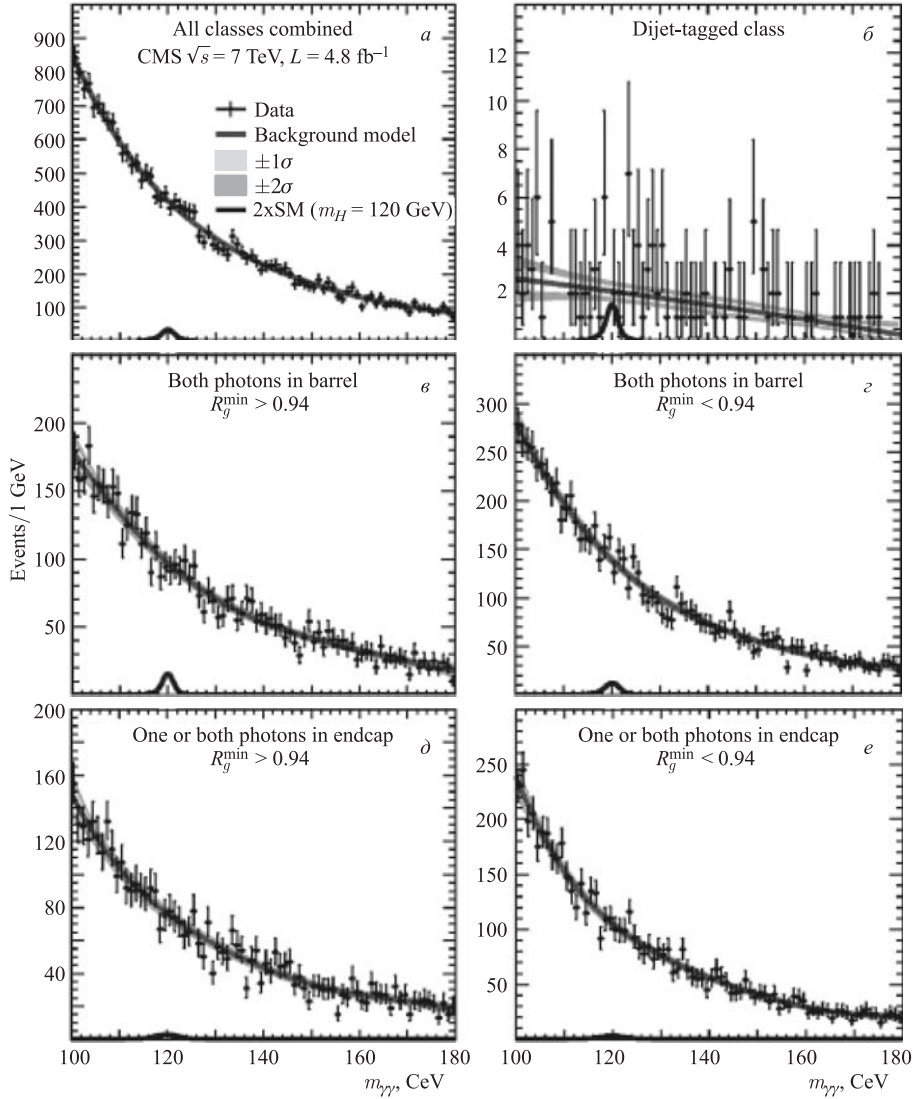 All classes combined
а
CMS √s = 7 TeV, L = 4.8 fb⁻¹
Data
Background model
±1σ
±2σ
2xSM (m_H = 120 GeV)
900
800
700
600
500
400
300
200
100
Dijet-tagged class
б
12
10
8
6
4
2
Both photons in barrel
в
R_g^min > 0.94
200
150
100
50
Both photons in barrel
г
R_g^min < 0.94
300
250
200
150
100
50
Events/1 GeV
One or both photons in endcap
д
R_g^min > 0.94
200
160
120
80
40
100 120 140 160 180
m_γγ, СeV
One or both photons in endcap
е
R_g^min < 0.94
250
200
150
100
50
100 120 140 160 180
m_γγ, СeV